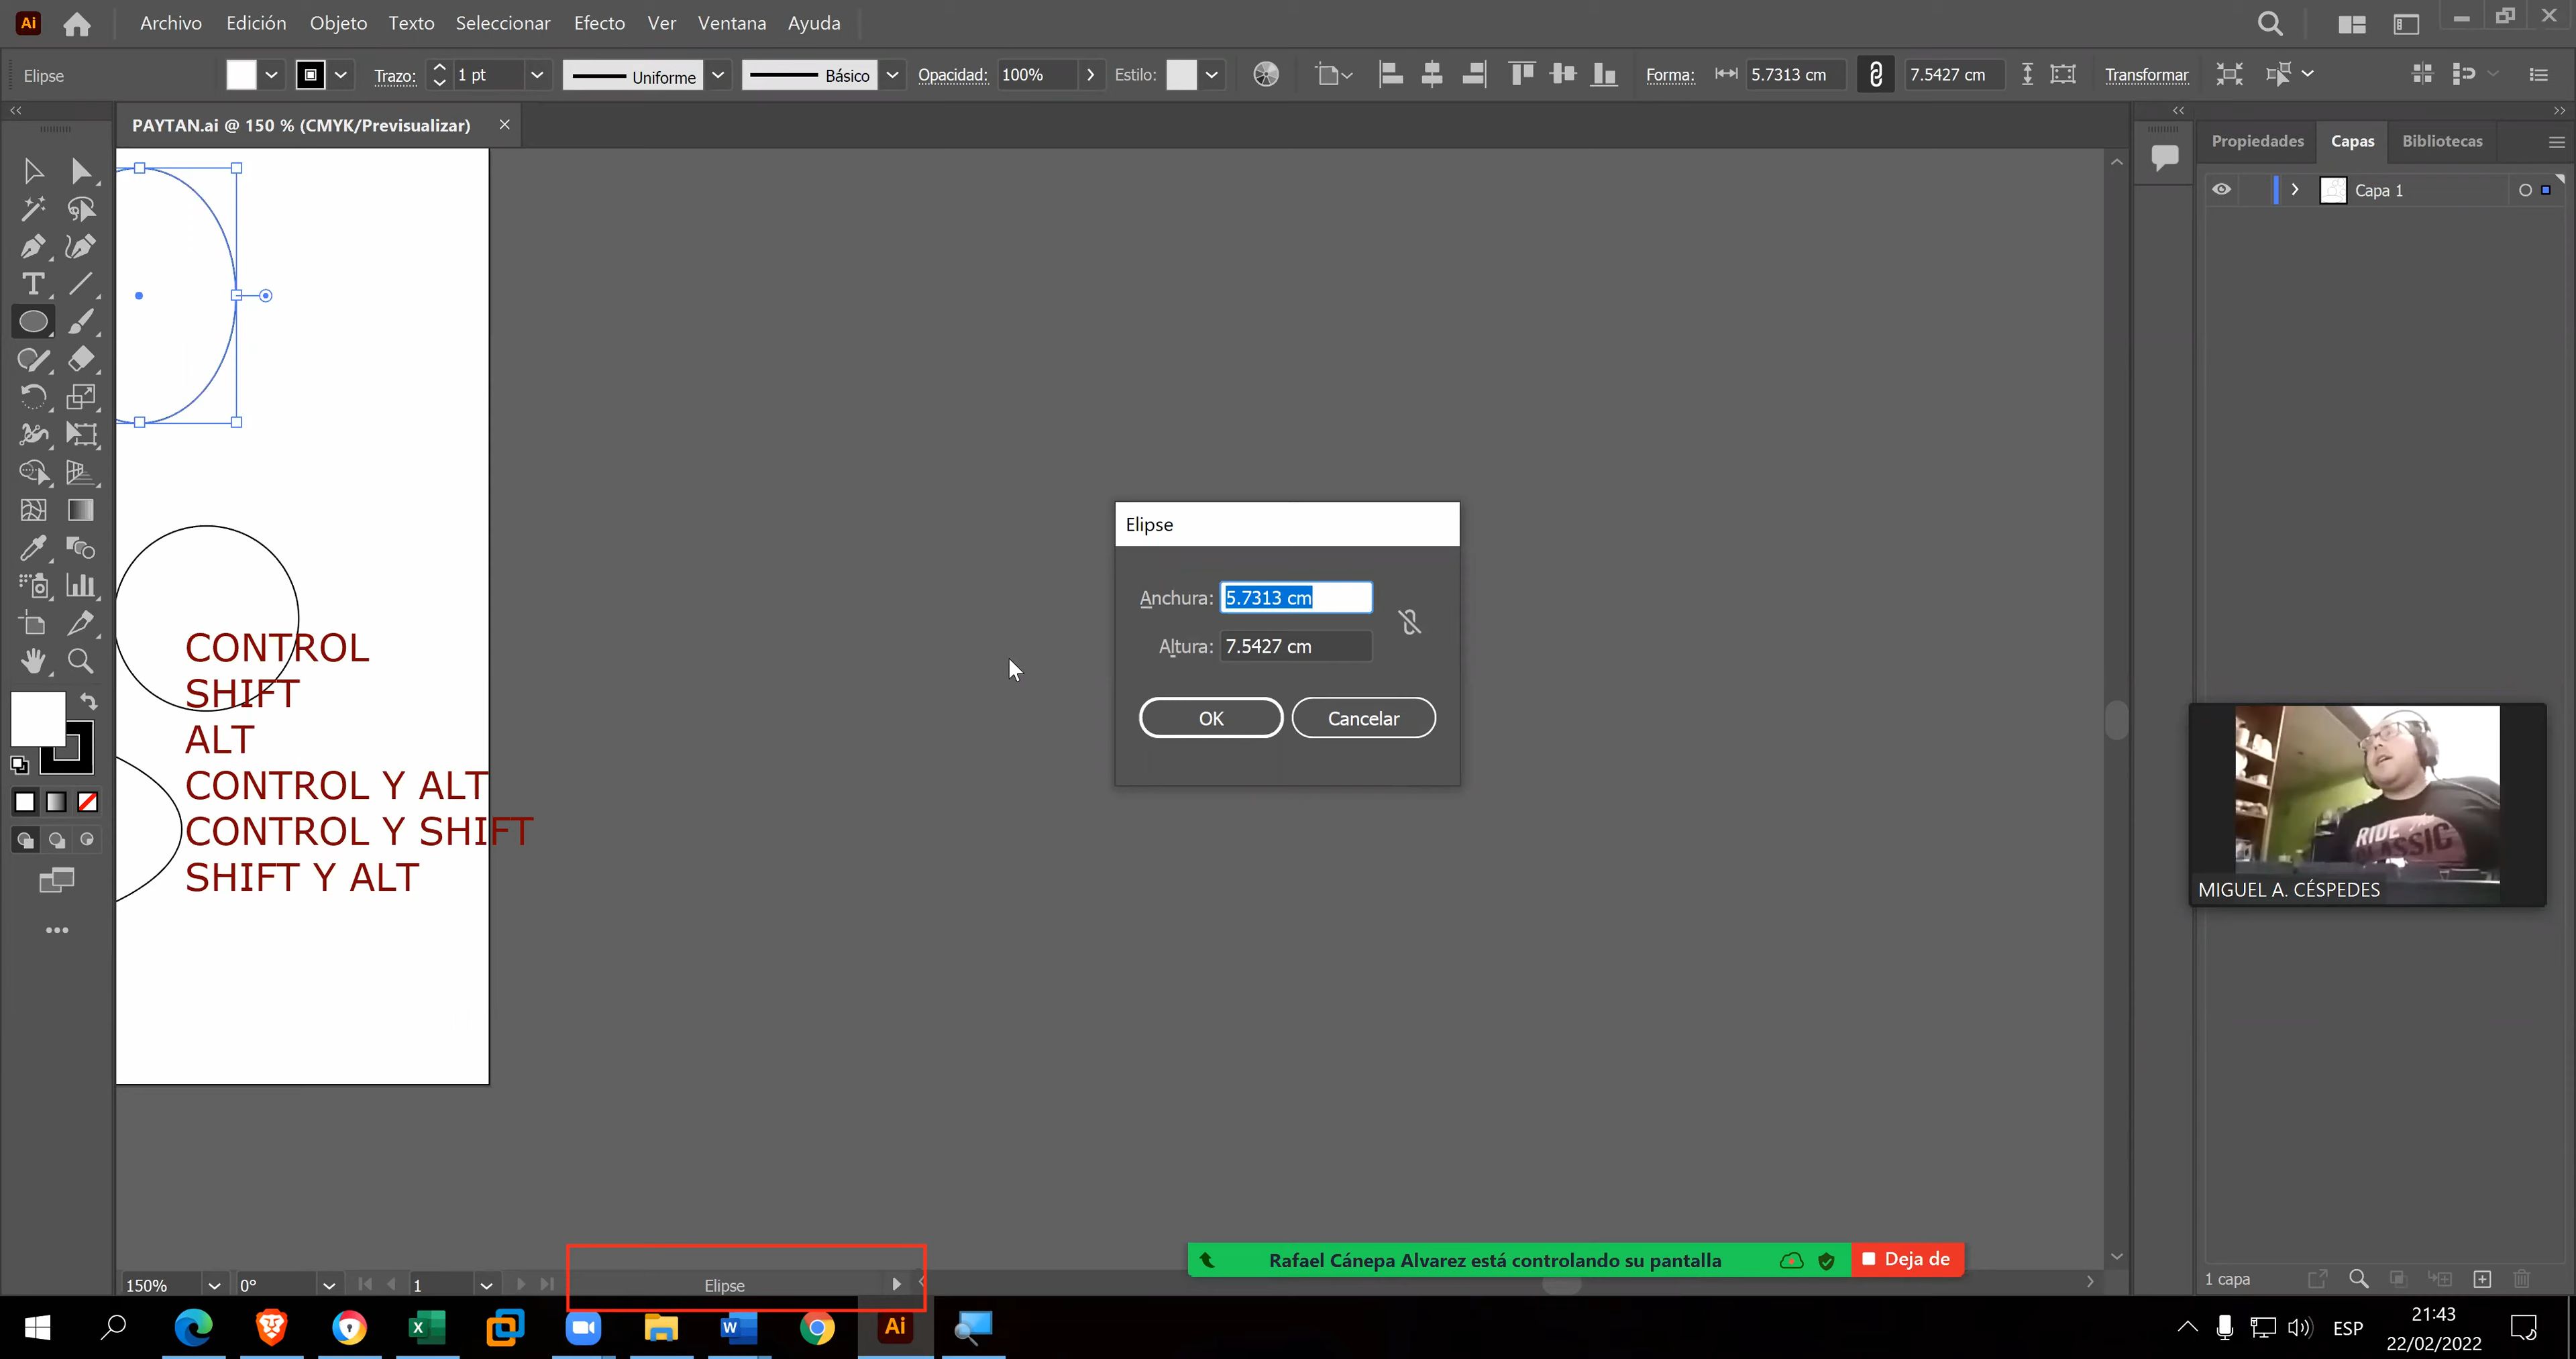 Ai Archivo Edición Objeto Texto Seleccionar Efecto Ver Ventana Ayuda
Elipse Trazo: 1 pt Uniforme Básico Opacidad: 100% Estilo: Forma: 5.7313 cm 7.5427 cm Transformar
PAYTAN.ai @ 150 % (CMYK/Previsualizar)
Propiedades Capas Bibliotecas
Capa 1
Elipse
Anchura: 5.7313 cm
Altura: 7.5427 cm
OK Cancelar
CONTROL
SHIFT
ALT
CONTROL Y ALT
CONTROL Y SHIFT
SHIFT Y ALT
RIDE
CLASSIC
MIGUEL A. CÉSPEDES
Rafael Cánepa Alvarez está controlando su pantalla Deja de
150% 0° 1 Elipse
1 capa
Ai
ESP
21:43
22/02/2022